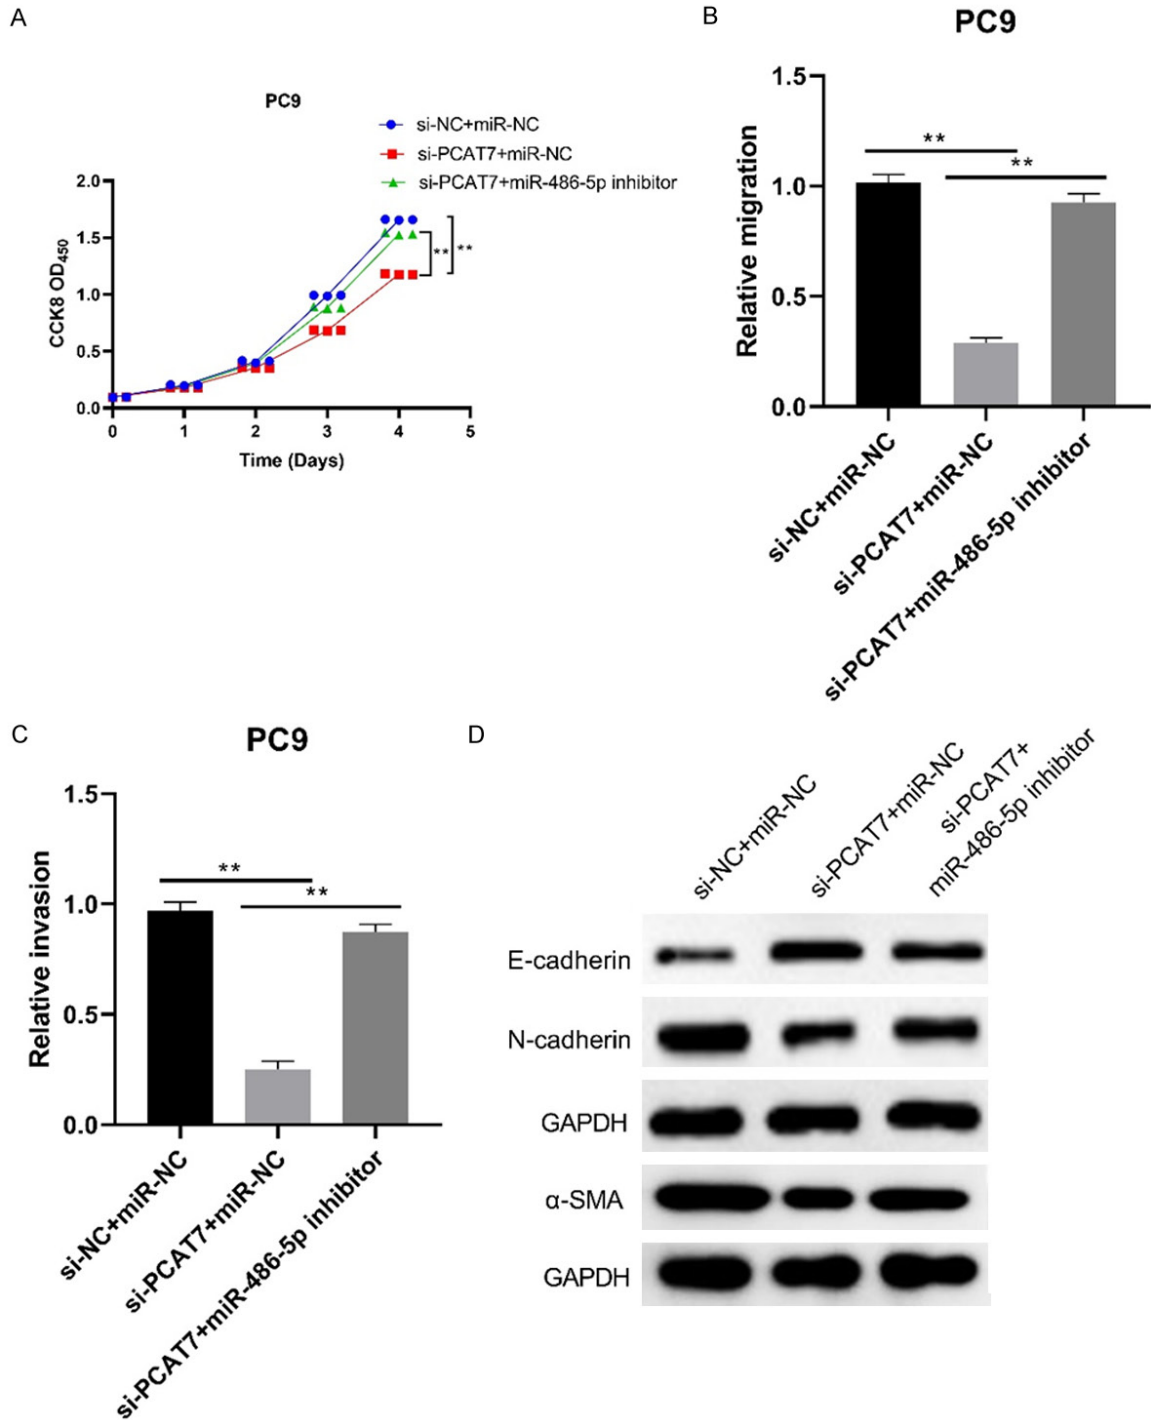 A
PC9
si-NC+miR-NC
si-PCAT7+miR-NC
si-PCAT7+miR-486-5p inhibitor
2.0
1.5
1.0
0.5
0.0
CCK8 OD450
** **
0 1 2 3 4 5
Time (Days)
B
PC9
1.5
1.0
0.5
0.0
Relative migration
**
**
si-NC+miR-NC
si-PCAT7+miR-NC
si-PCAT7+miR-486-5p inhibitor
C
PC9
1.5
1.0
0.5
0.0
Relative invasion
**
**
si-NC+miR-NC
si-PCAT7+miR-NC
si-PCAT7+miR-486-5p inhibitor
D
si-NC+miR-NC
si-PCAT7+miR-NC
si-PCAT7+
miR-486-5p inhibitor
E-cadherin
N-cadherin
GAPDH
α-SMA
GAPDH